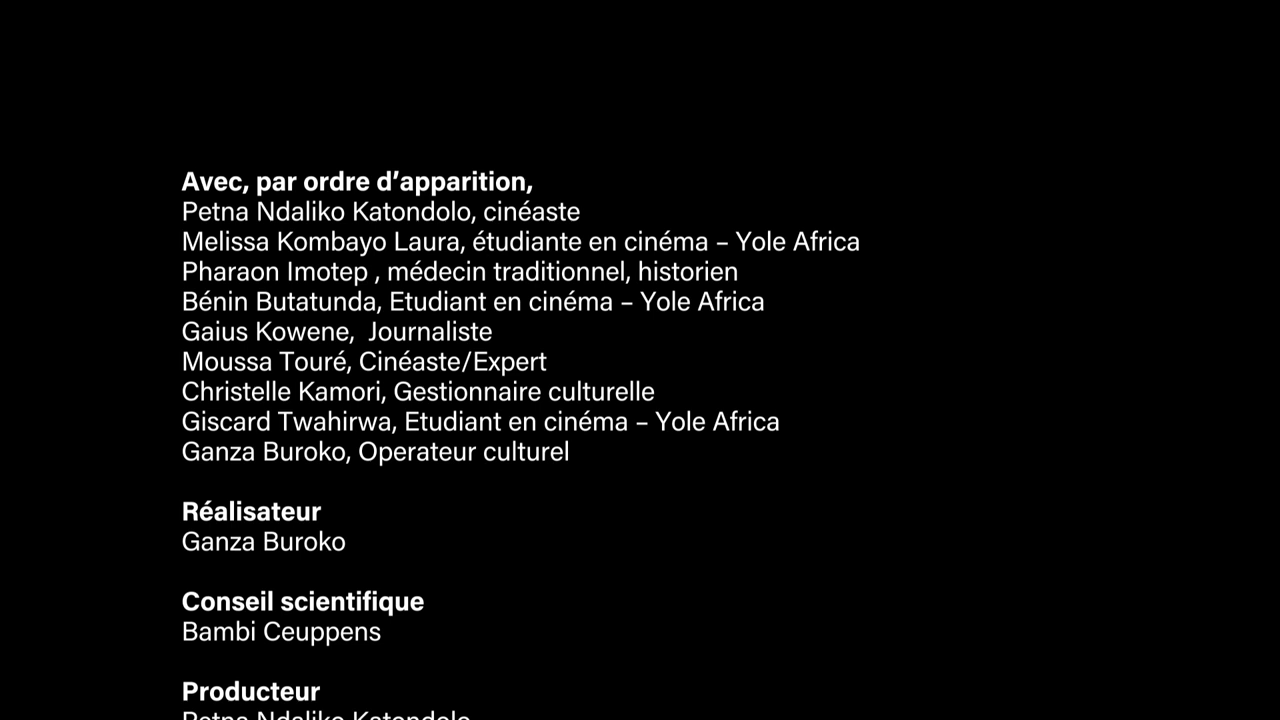 Avec, par ordre d’apparition,
Petna Ndaliko Katondolo, cinéaste
Melissa Kombayo Laura, étudiante en cinéma – Yole Africa
Pharaon Imotep , médecin traditionnel, historien
Bénin Butatunda, Etudiant en cinéma – Yole Africa
Gaius Kowene,  Journaliste
Moussa Touré, Cinéaste/Expert
Christelle Kamori, Gestionnaire culturelle
Giscard Twahirwa, Etudiant en cinéma – Yole Africa
Ganza Buroko, Operateur culturel
Réalisateur
Ganza Buroko
Conseil scientifique
Bambi Ceuppens
Producteur
Petna Ndaliko Katondolo